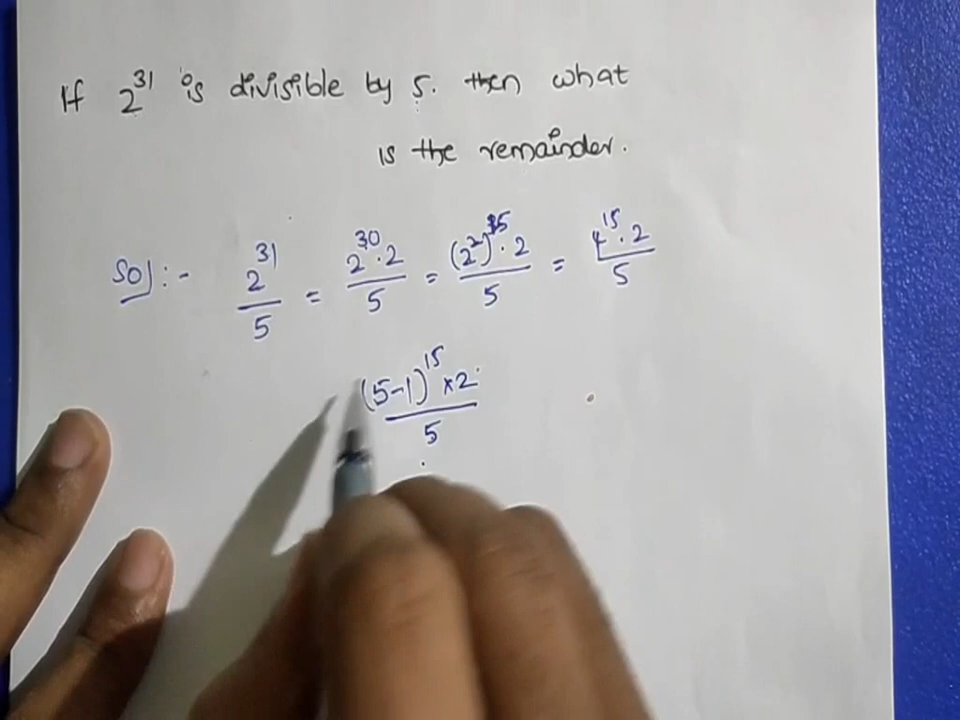 If 2^31 is divisible by 5. then what
is the remainder.
Sol:- 2^31/5 = 2^30·2/5 = (2^2)^15·2/5 = 4^15·2/5
(5-1)^15×2/5